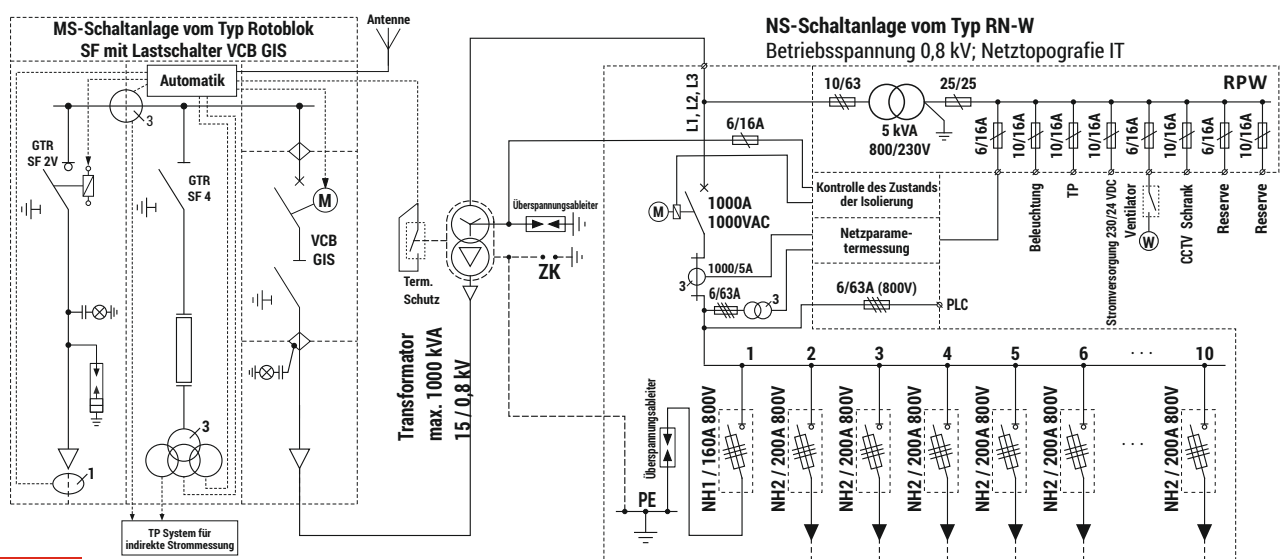 MS-Schaltanlage vom Typ Rotoblok
SF mit Lastschalter VCB GIS
Antenne
Automatik
3
GTR
SF 2V
GTR
SF 4
M
VCB
GIS
3
1
TP System für
indirekte Strommessung
Term.
Schutz
Transformator
max. 1000 kVA
15 / 0,8 kV
Überspannungsableiter
ZK
NS-Schaltanlage vom Typ RN-W
Betriebsspannung 0,8 kV; Netztopografie IT
L1, L2, L3
6/16A
10/63
5 kVA
800/230V
25/25
RPW
6/16A
10/16A
10/16A
10/16A
6/16A
10/16A
6/16A
10/16A
Beleuchtung
TP
Stromversorgung 230/24 VDC
Ventilator
W
CCTV Schrank
Reserve
Reserve
Kontrolle des Zustands
der Isolierung
M
1000A
1000VAC
Netzparame-
termessung
1000/5A
3
6/63A
3
6/63A (800V)
PLC
1
2
3
4
5
6
. . .
10
Überspannungsableiter
PE
NH1 / 160A 800V
NH2 / 200A 800V
NH2 / 200A 800V
NH2 / 200A 800V
NH2 / 200A 800V
NH2 / 200A 800V
. . .
NH2 / 200A 800V